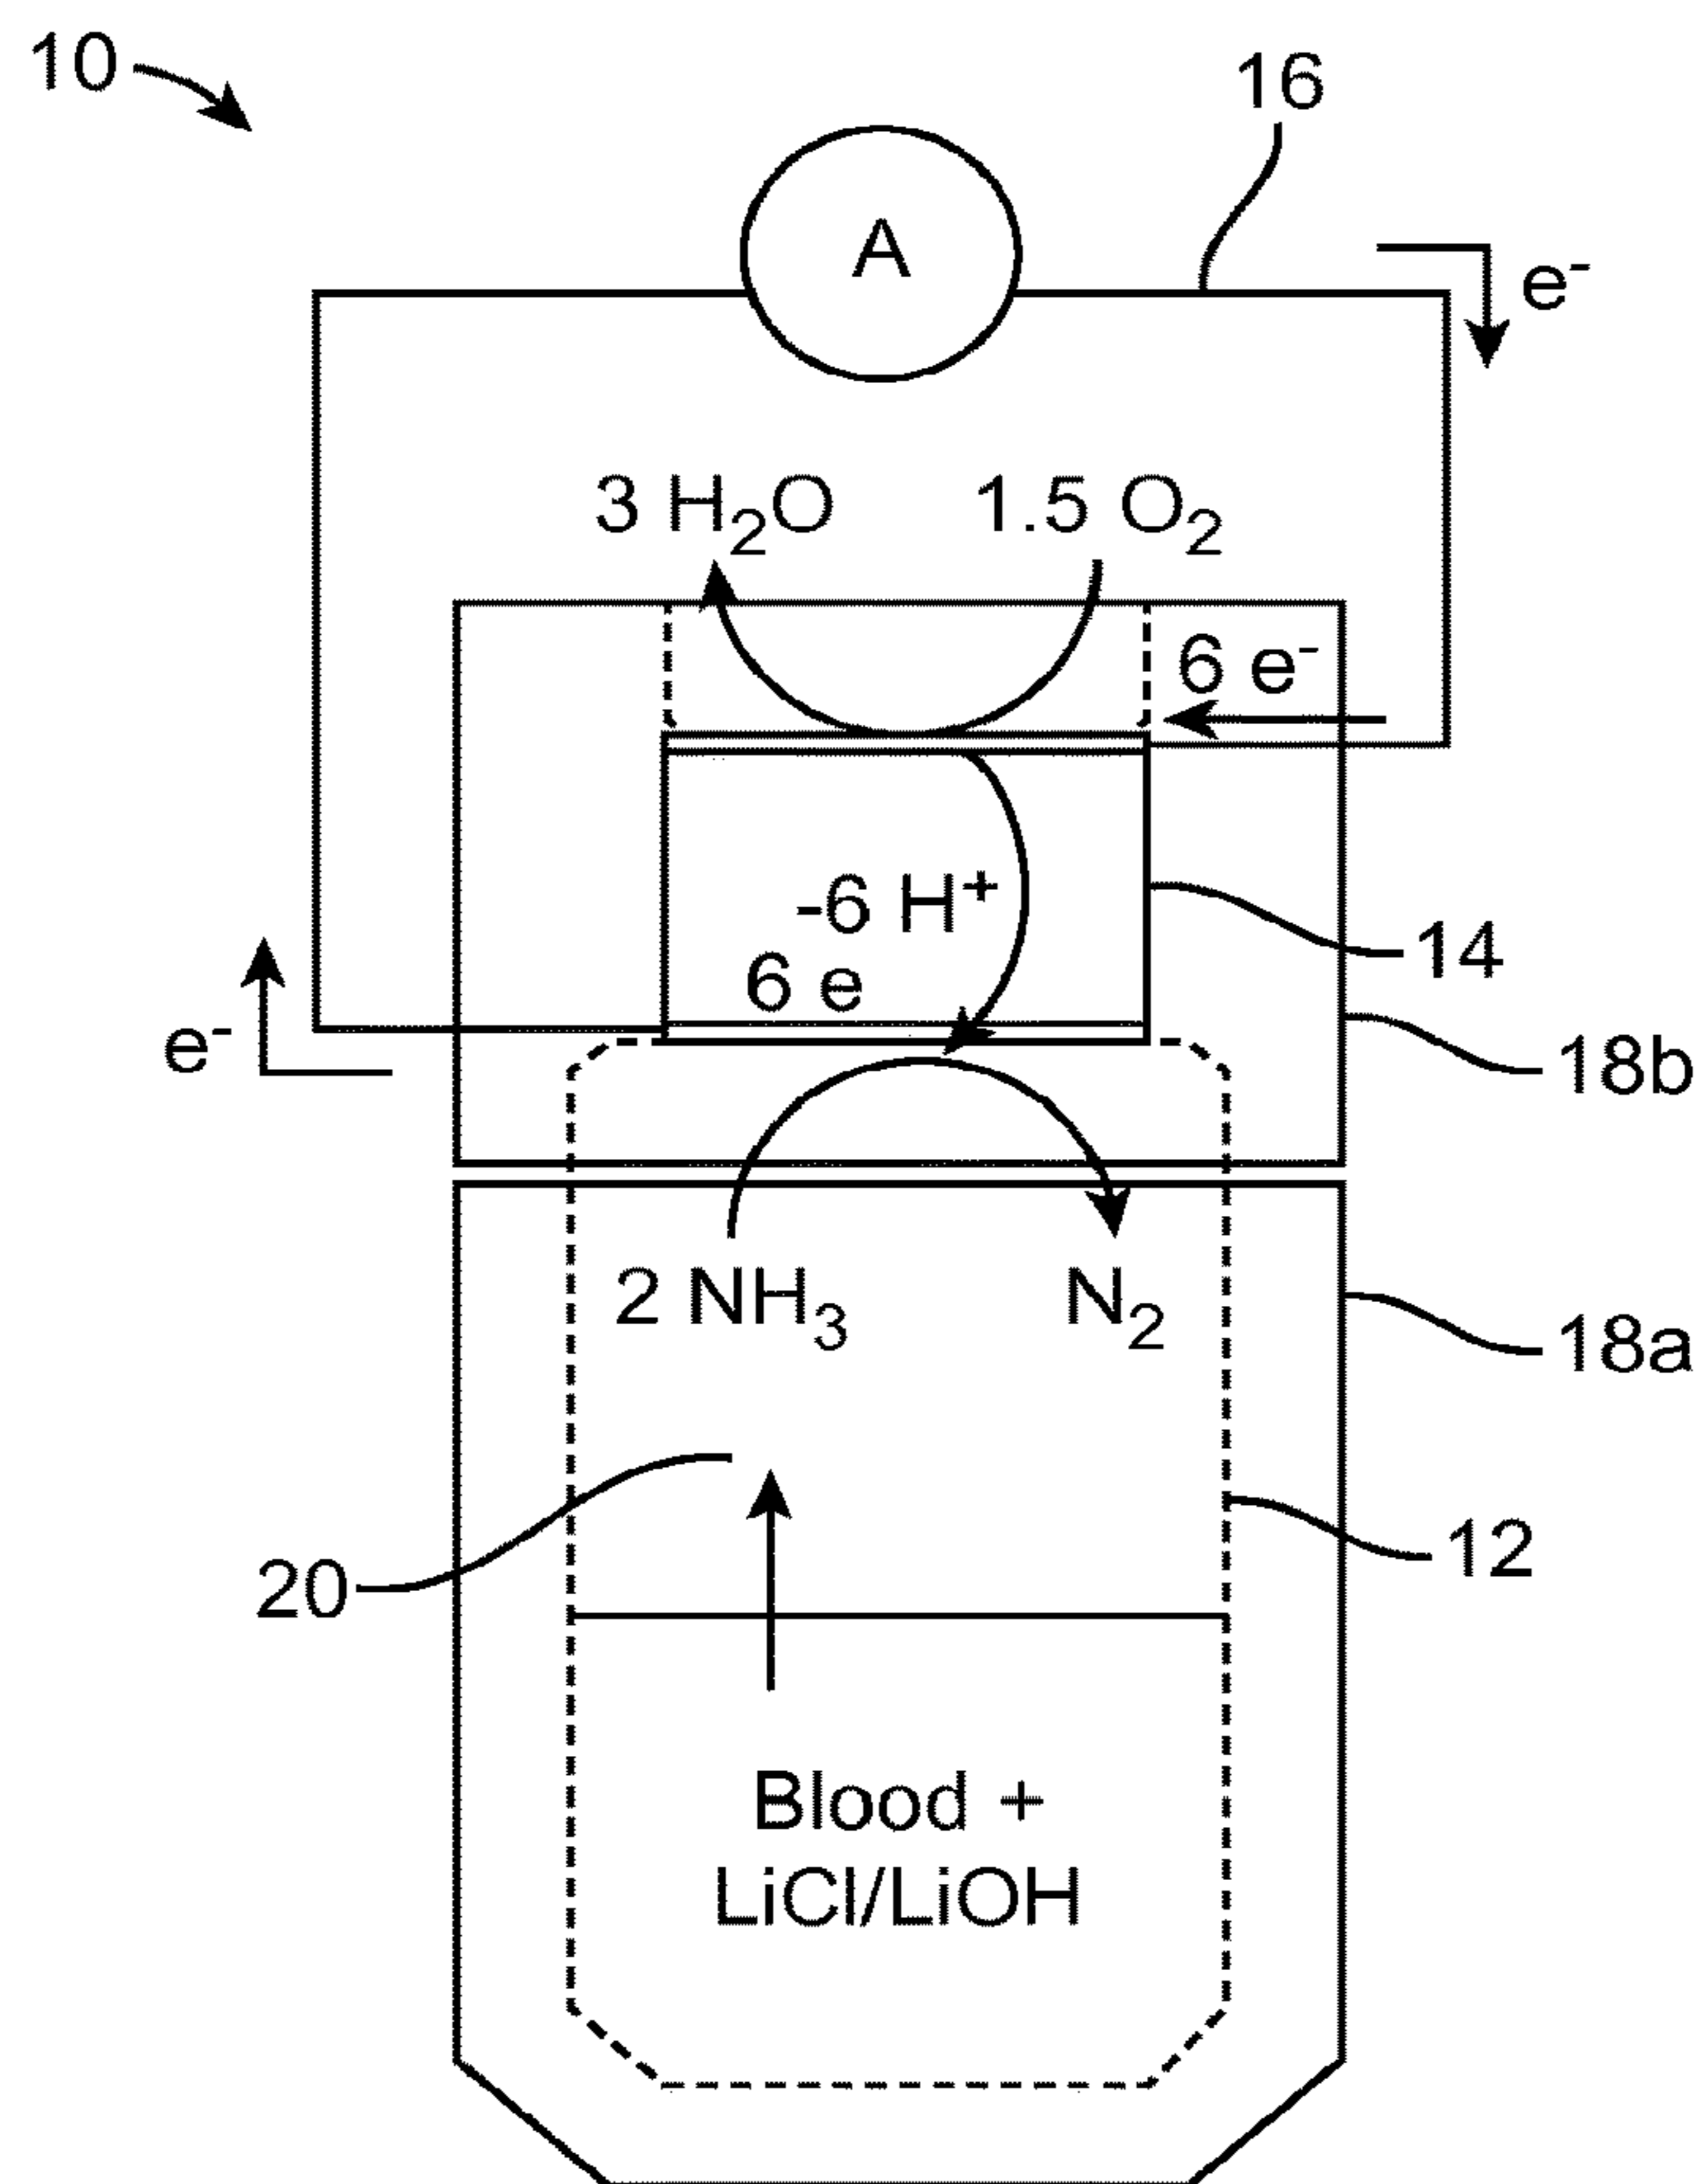 10
16
A
e-
3 H2O
1.5 O2
6 e-
-6 H+
6 e
14
e-
18b
2 NH3
N2
18a
20
12
Blood +
LiCl/LiOH